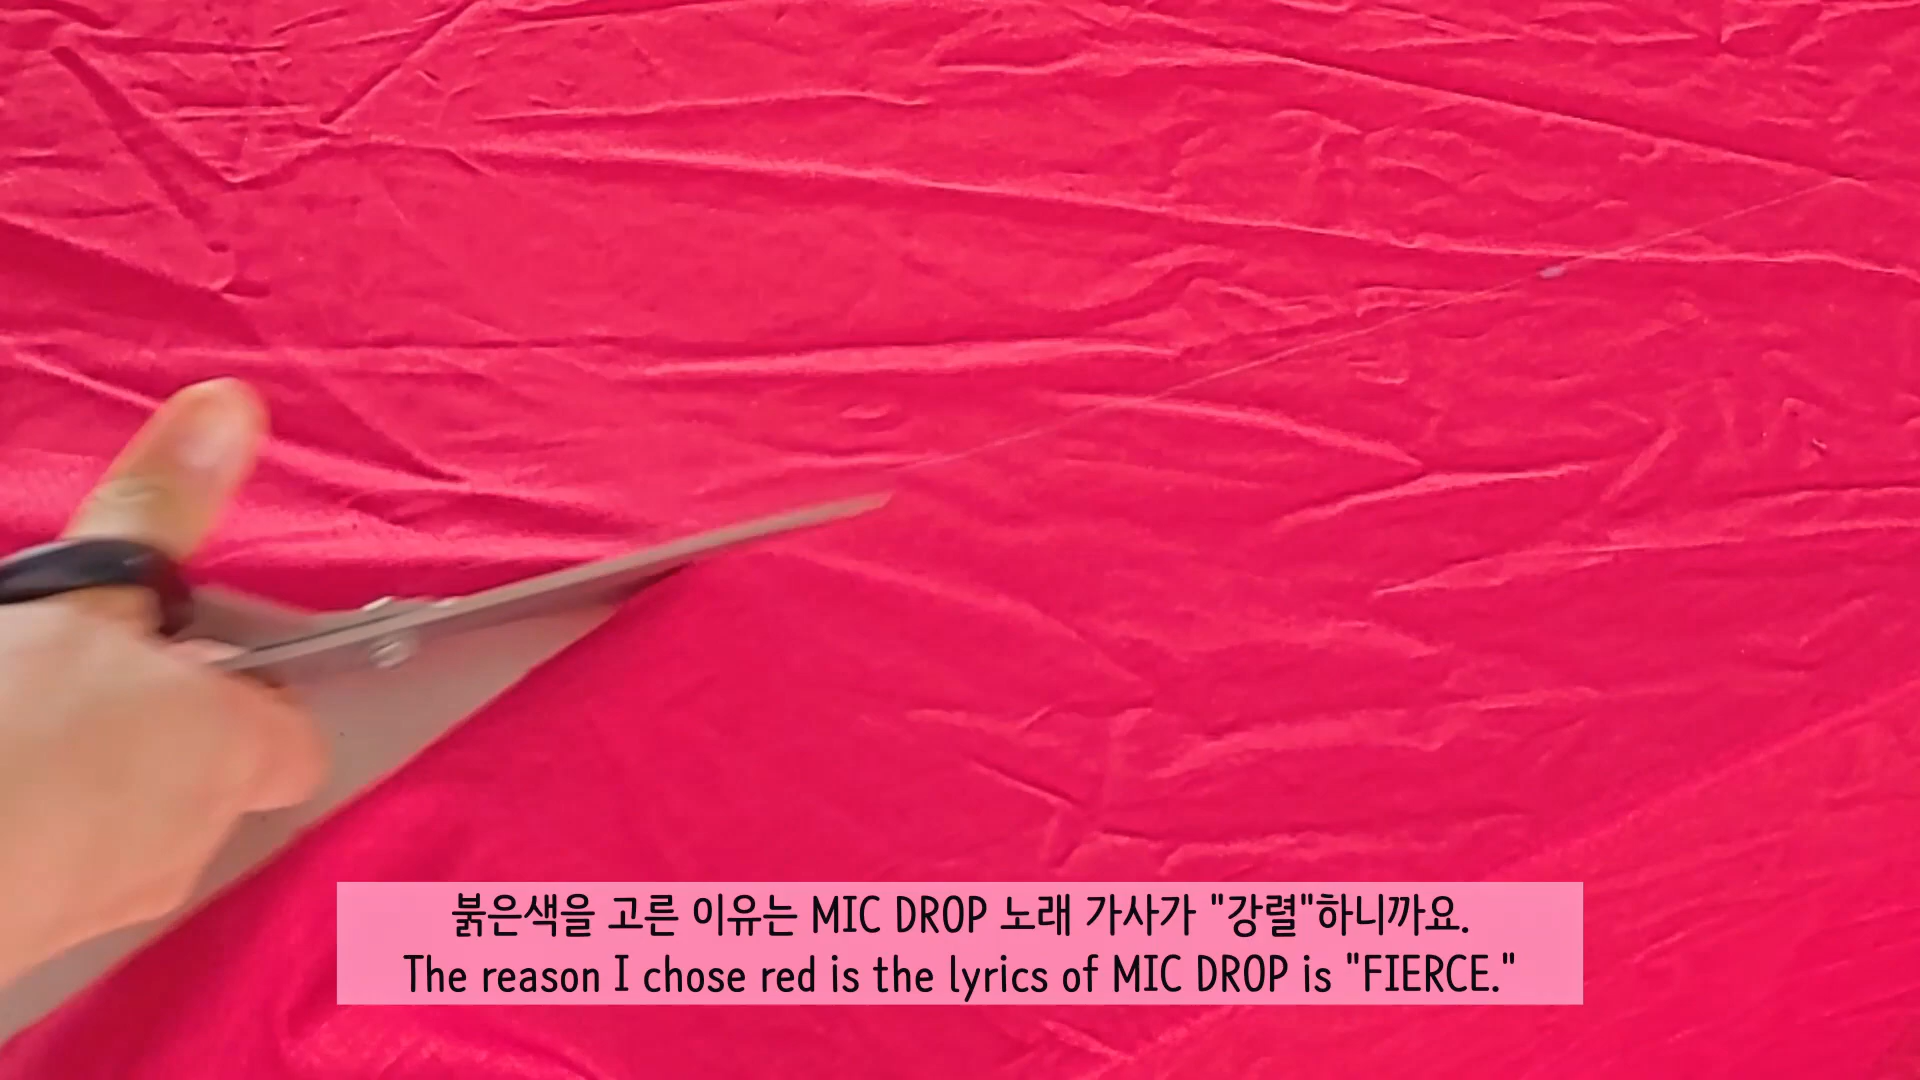 붉은색을 고른 이유는 MIC DROP 노래 가사가 "강렬"하니까요.
The reason I chose red is the lyrics of MIC DROP is "FIERCE."